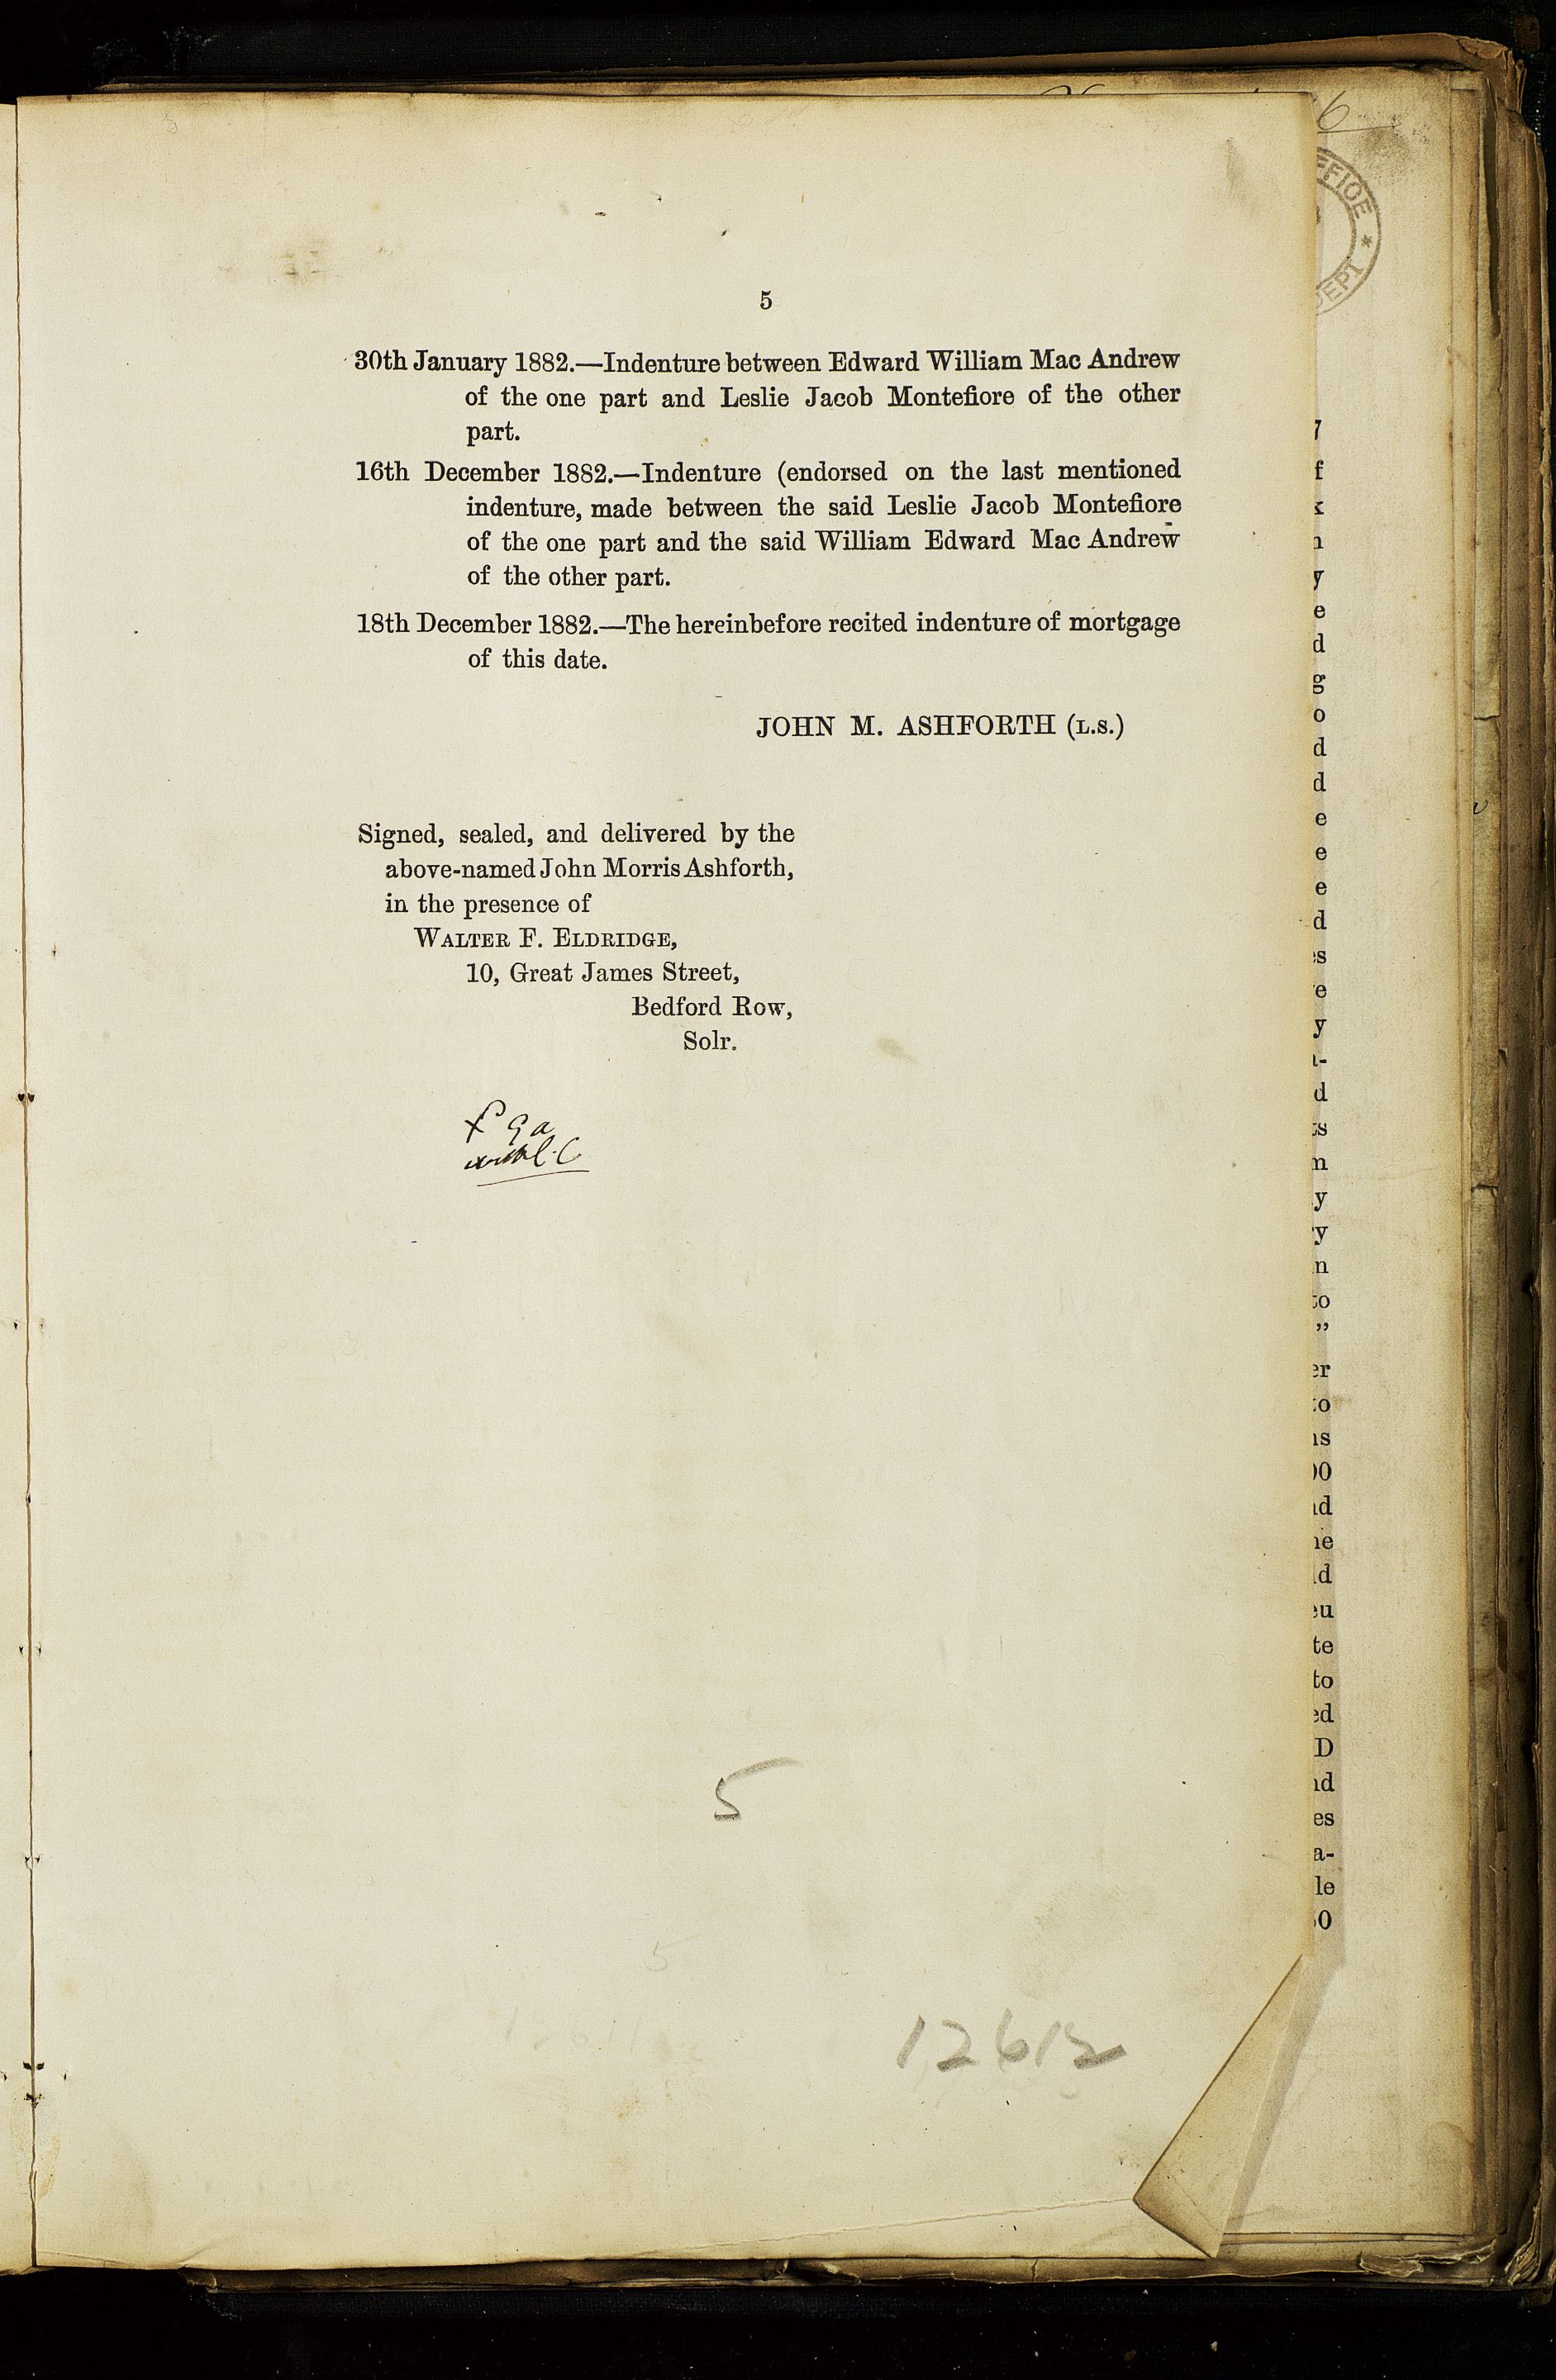 5
30th January 1882.—Indenture between Edward William Mac Andrew
of the one part and Leslie Jacob Montefiore of the other
part.
16th December 1882.—Indenture (endorsed on the last mentioned
indenture, made between the said Leslie Jacob Montefiore
of the one part and the said William Edward Mac Andrew
of the other part.
18th December 1882.—The hereinbefore recited indenture of mortgage
of this date.
JOHN M. ASHFORTH (L.S.)
Signed, sealed, and delivered by the
above-named John Morris Ashforth,
in the presence of
WALTER F. ELDRIDGE,
10, Great James Street,
Bedford Row,
Solr.
5
12612